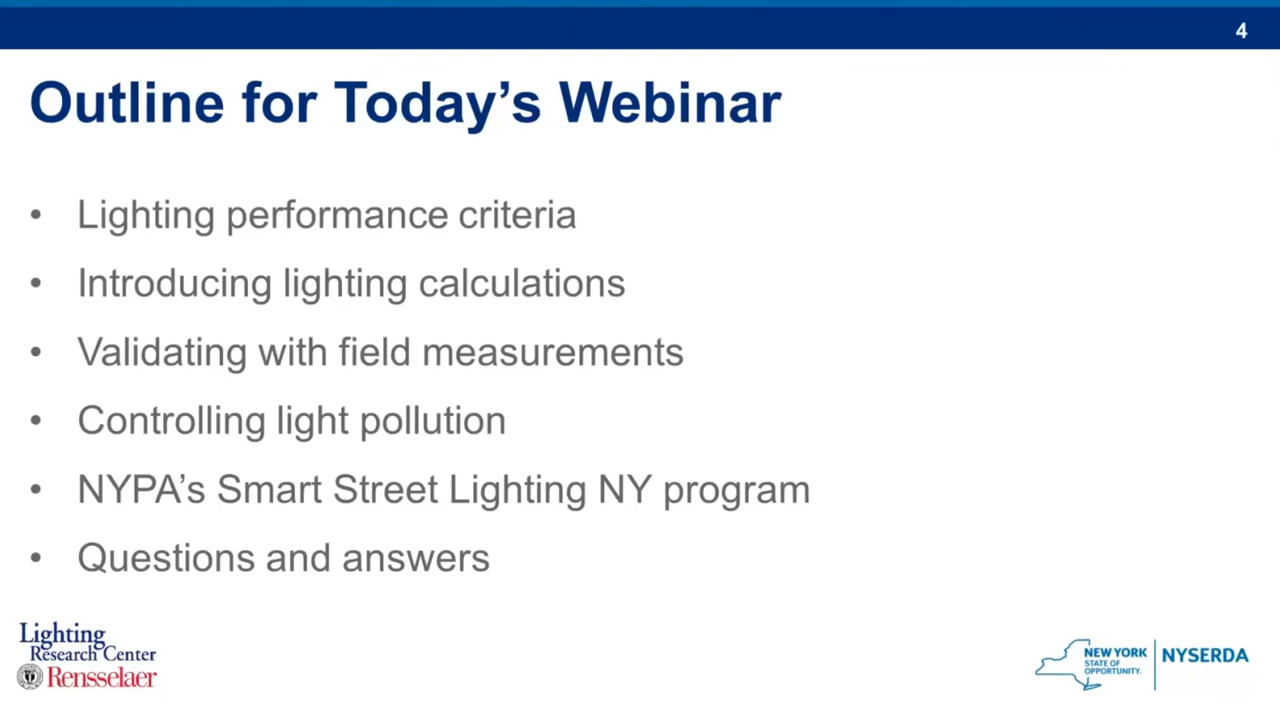 4
Outline for Today’s Webinar
• Lighting performance criteria
• Introducing lighting calculations
• Validating with field measurements
• Controlling light pollution
• NYPA’s Smart Street Lighting NY program
• Questions and answers
Lighting
Research Center
Rensselaer
NEW YORK
STATE OF
OPPORTUNITY.
NYSERDA